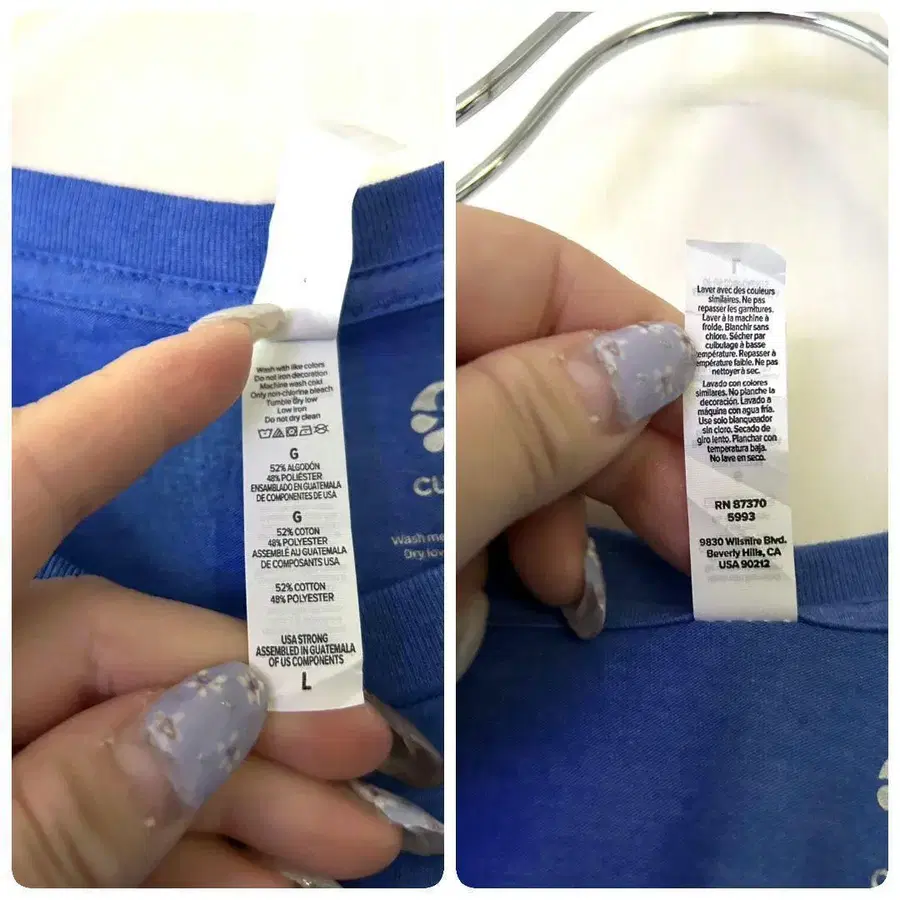 Wash with like colors
Do not iron decoration
Machine wash cold
Only non-chlorine bleach
Tumble dry low
Low iron
Do not dry clean
G
52% ALGODÓN
48% POLIÉSTER
ENSAMBLADO EN GUATEMALA
DE COMPONENTES DE USA
G
52% COTON
48% POLYESTER
ASSEMBLÉ AU GUATEMALA
DE COMPOSANTS USA
52% COTTON
48% POLYESTER
USA STRONG
ASSEMBLED IN GUATEMALA
OF US COMPONENTS
L
CU
Wash me
Dry lov
Laver avec des couleurs
similaires. Ne pas
repasser les garnitures.
Laver à la machine à
froide. Blanchir sans
chlore. Sécher par
culbutage à basse
température. Repasser à
température faible. Ne pas
nettoyer à sec.
Lavado con colores
similares. No planche la
decoración. Lavado a
máquina con agua fría.
Use solo blanqueador
sin cloro. Secado de
giro lento. Planchar con
temperatura baja.
No lave en seco.
RN 87370
5993
9830 Wilshire Blvd.
Beverly Hills, CA
USA 90212